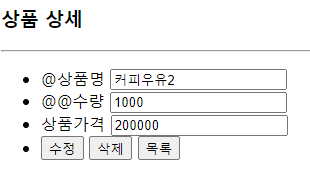 상품 상세
@상품명 커피우유2
@@수량 1000
상품가격 200000
수정 삭제 목록